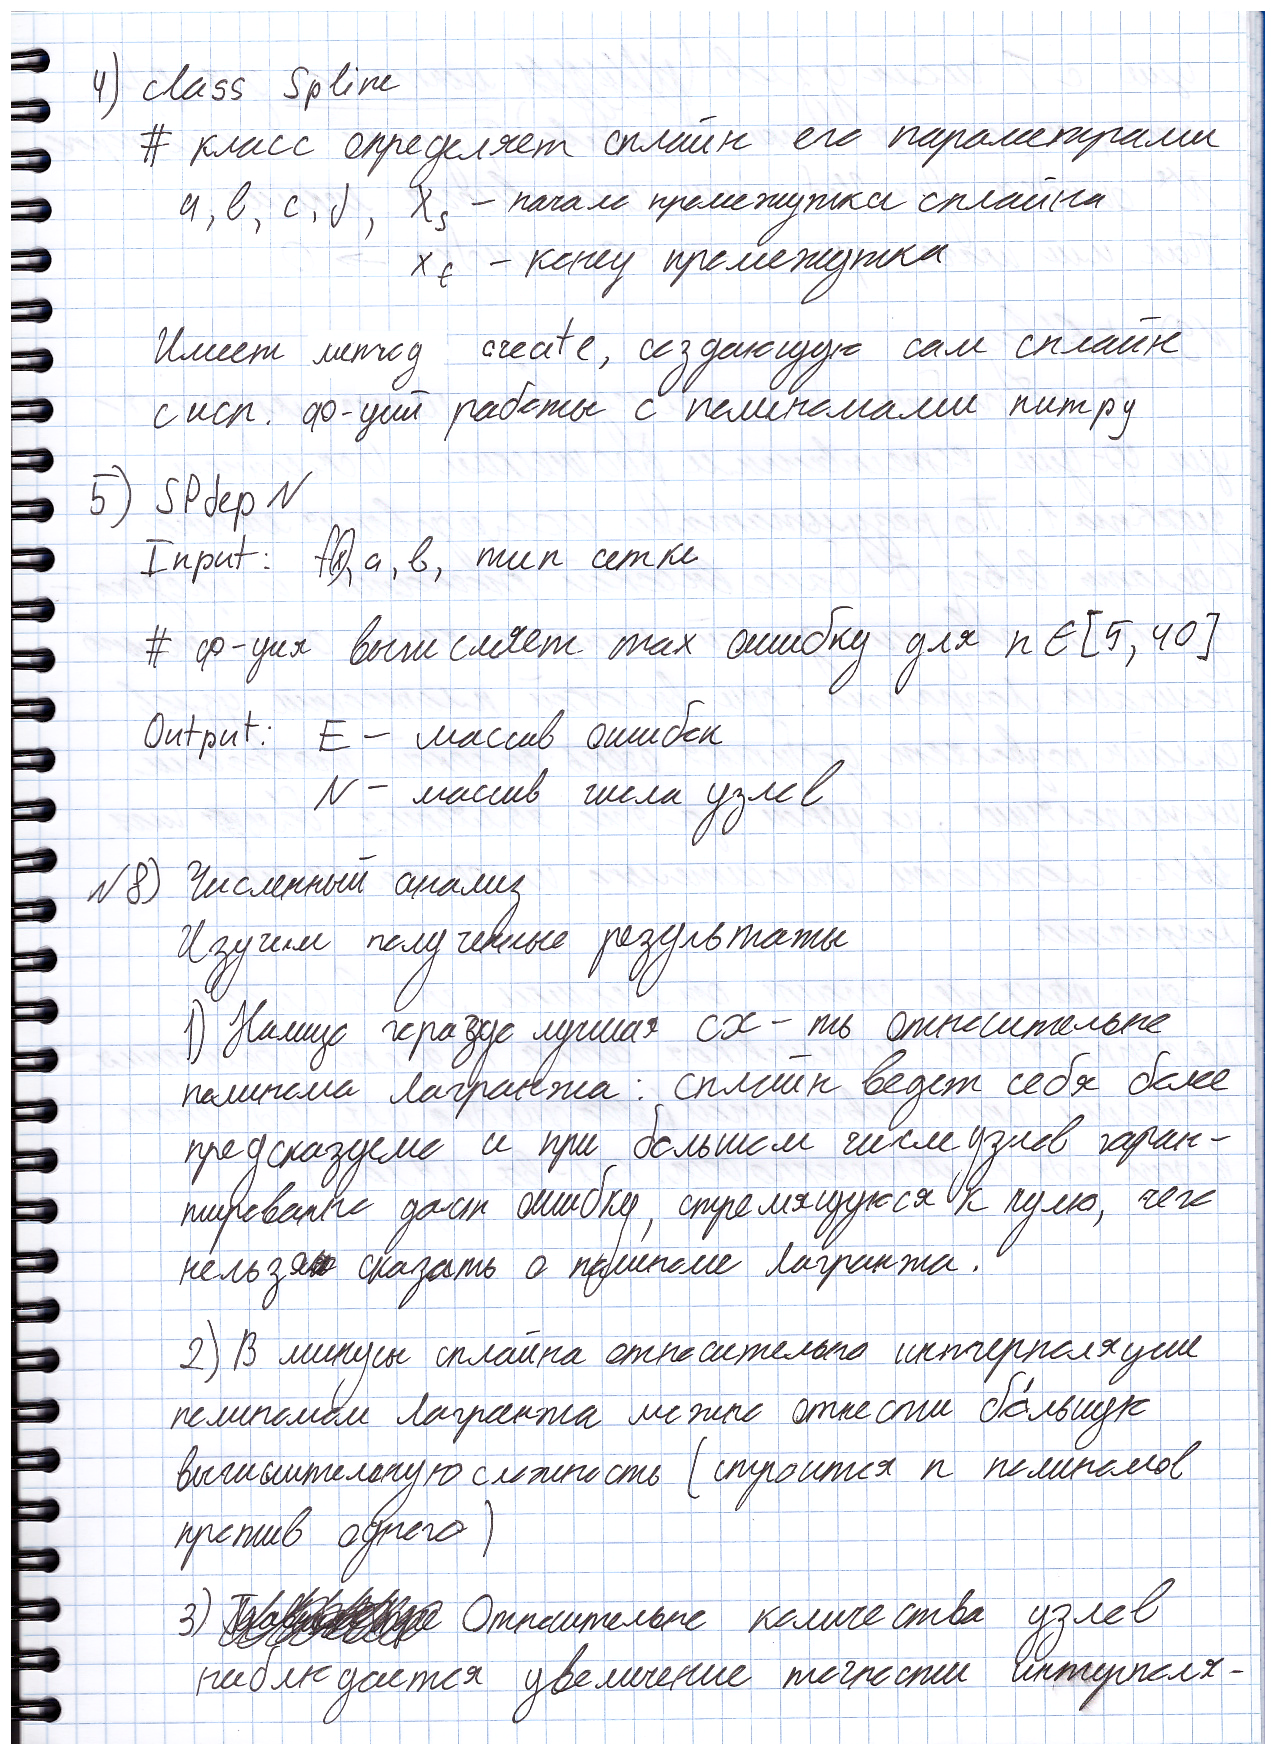 4) class Spline
# класс определяет сплайн его параметрами
a, b, c, d, xs – начало промежутка сплайна
xf – конец промежутка
Имеет метод create, создающую сам сплайн
с исп. ф-ций работы с полиномами питру
5) SPderN
Input: f(x), a, b, тип сетки
# ф-ция вычисляет max ошибку для n∈[5,40]
Output: E – массив ошибок
N – массив числа узлов
№8) Численный анализ
Изучим полученные результаты
1) Налицо гораздо лучшая сх-ть относительно
полинома Лагранжа: сплайн ведет себя более
предсказуемо и при большом числе узлов гаран-
тированно даст ошибку, стремящуюся к нулю, чего
нельзя сказать о полиноме Лагранжа.
2) В минусы сплайна относительно интерполяции
полиномом Лагранжа можно отнести бо́льшую
вычислительную сложность (строится n полиномов
против одного)
3) Относительно количества узлов
наблюдается увеличение точности интерполя-